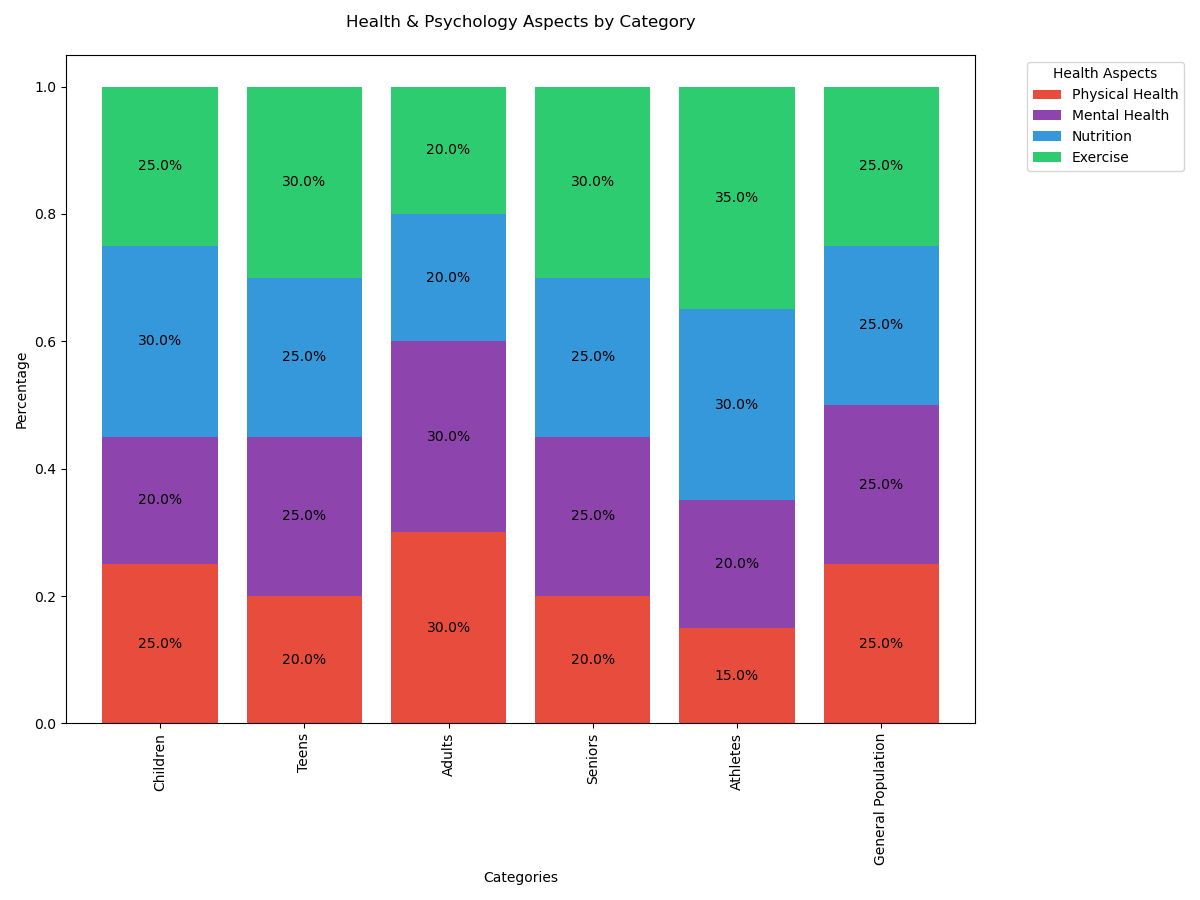 Health & Psychology Aspects by Category
Health Aspects
Physical Health
Mental Health
Nutrition
Exercise
Percentage
1.0
0.8
0.6
0.4
0.2
0.0
25.0%
30.0%
20.0%
30.0%
35.0%
25.0%
30.0%
25.0%
20.0%
25.0%
30.0%
25.0%
20.0%
25.0%
30.0%
25.0%
20.0%
25.0%
25.0%
20.0%
30.0%
20.0%
15.0%
25.0%
Children
Teens
Adults
Seniors
Athletes
General Population
Categories